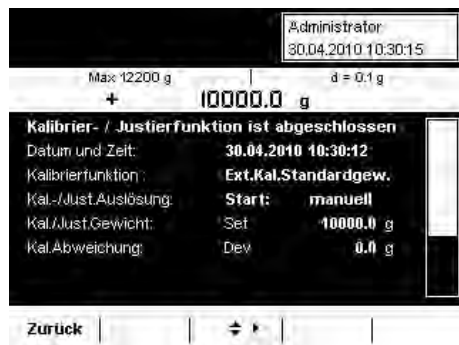 Administrator
30.04.2010 10:30:15
Max 12200 g d = 0.1 g
+ 10000.0 g
Kalibrier- / Justierfunktion ist abgeschlossen
Datum und Zeit: 30.04.2010 10:30:12
Kalibrierfunktion: Ext.Kal.Standardgew.
Kal.-/Just.Auslösung: Start: manuell
Kal./Just.Gewicht: Set 10000.0 g
Kal.Abweichung: Dev 0.0 g
Zurück